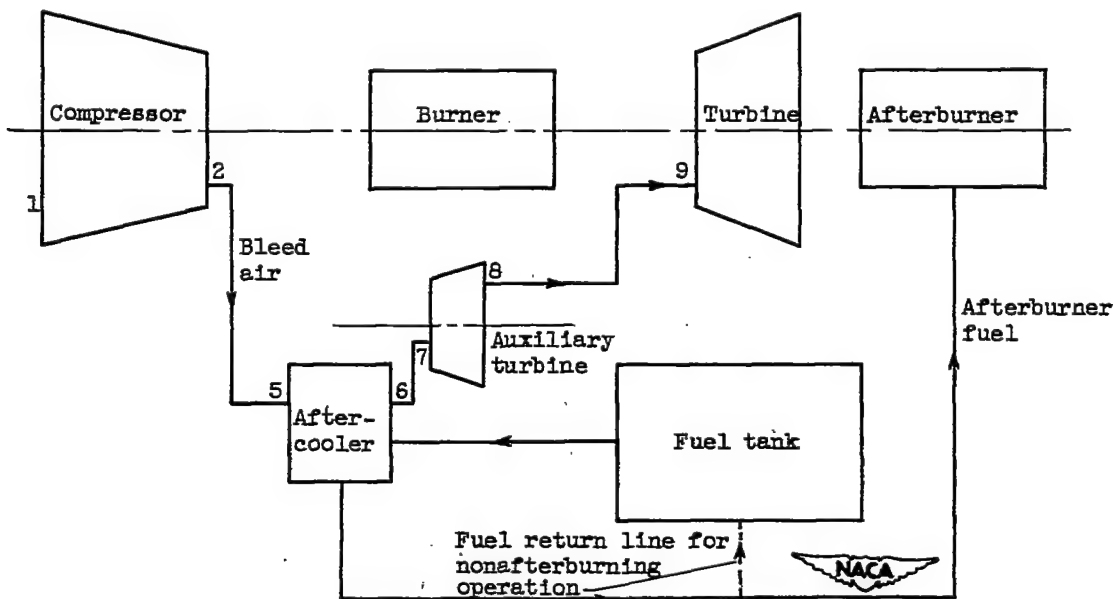 Compressor
Burner
Turbine
Afterburner
1
2
9
Bleed
air
8
Afterburner
fuel
Auxiliary
turbine
7
5
6
After-
cooler
Fuel tank
Fuel return line for
nonafterburning
operation
NACA